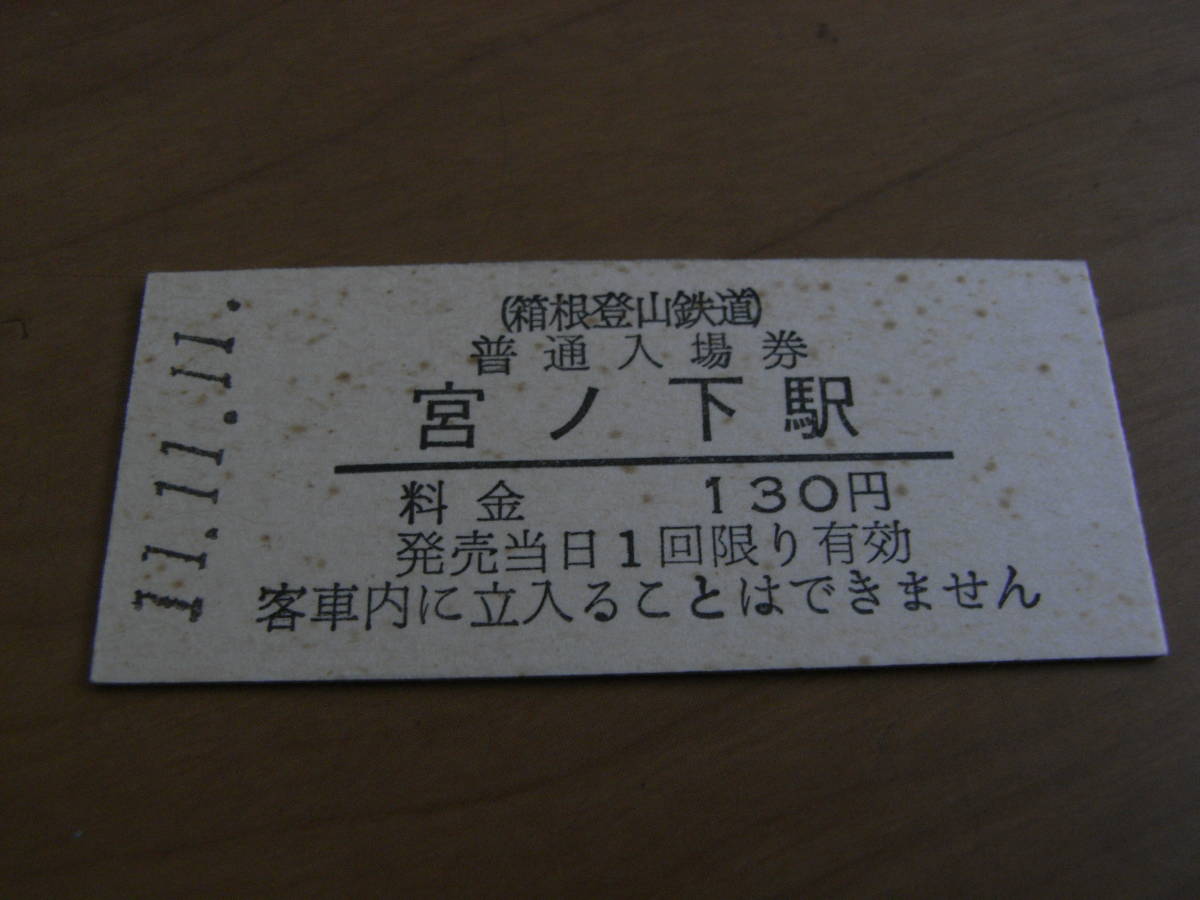 (箱根登山鉄道)
普通入場券
宮ノ下駅
料金 130円
発売当日1回限り有効
客車内に立入ることはできません
11.11.11.